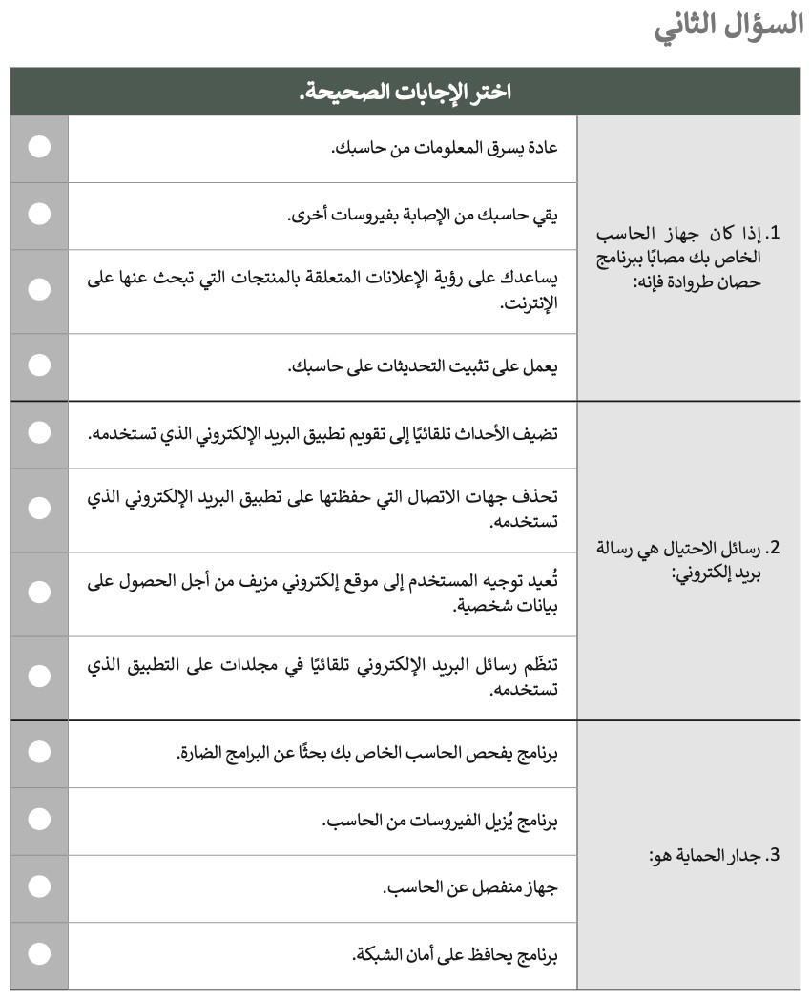 السؤال الثاني
اختر الإجابات الصحيحة.
1. إذا كان جهاز الحاسب
الخاص بك مصابًا ببرنامج
حصان طروادة فإنه:
عادة يسرق المعلومات من حاسبك.
يقي حاسبك من الإصابة بفيروسات أخرى.
يساعدك على رؤية الإعلانات المتعلقة بالمنتجات التي تبحث عنها على
الإنترنت.
يعمل على تثبيت التحديثات على حاسبك.
2. رسائل الاحتيال هي رسالة
بريد إلكتروني:
تضيف الأحداث تلقائيًا إلى تقويم تطبيق البريد الإلكتروني الذي تستخدمه.
تحذف جهات الاتصال التي حفظتها على تطبيق البريد الإلكتروني الذي
تستخدمه.
تُعيد توجيه المستخدم إلى موقع إلكتروني مزيف من أجل الحصول على
بيانات شخصية.
تنظّم رسائل البريد الإلكتروني تلقائيًا في مجلدات على التطبيق الذي
تستخدمه.
3. جدار الحماية هو:
برنامج يفحص الحاسب الخاص بك بحثًا عن البرامج الضارة.
برنامج يُزيل الفيروسات من الحاسب.
جهاز منفصل عن الحاسب.
برنامج يحافظ على أمان الشبكة.